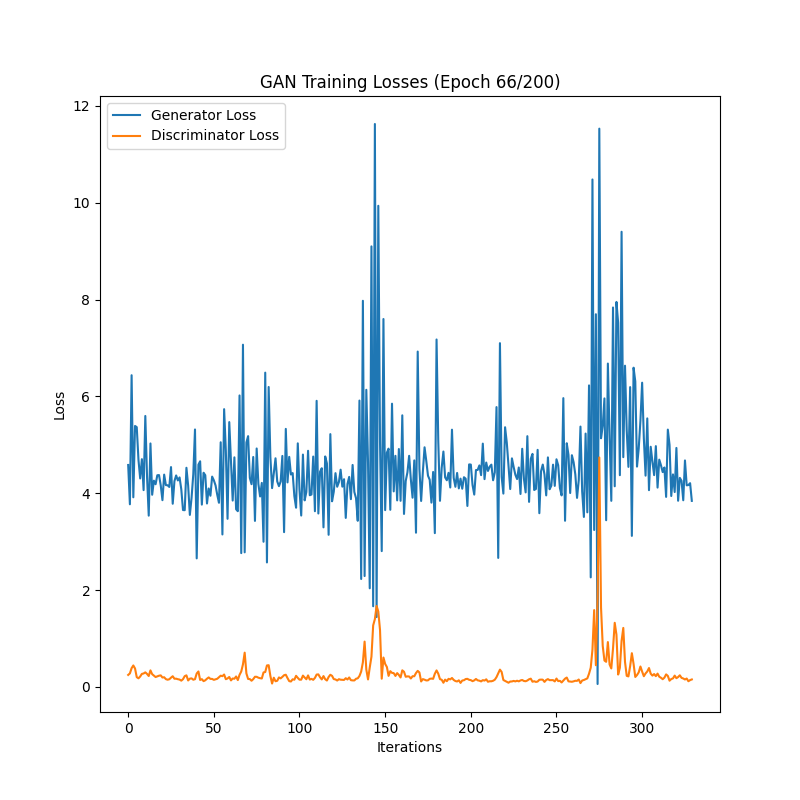 GAN Training Losses (Epoch 66/200)
Generator Loss
Discriminator Loss
12
10
8
6
4
2
0
Loss
0
50
100
150
200
250
300
Iterations